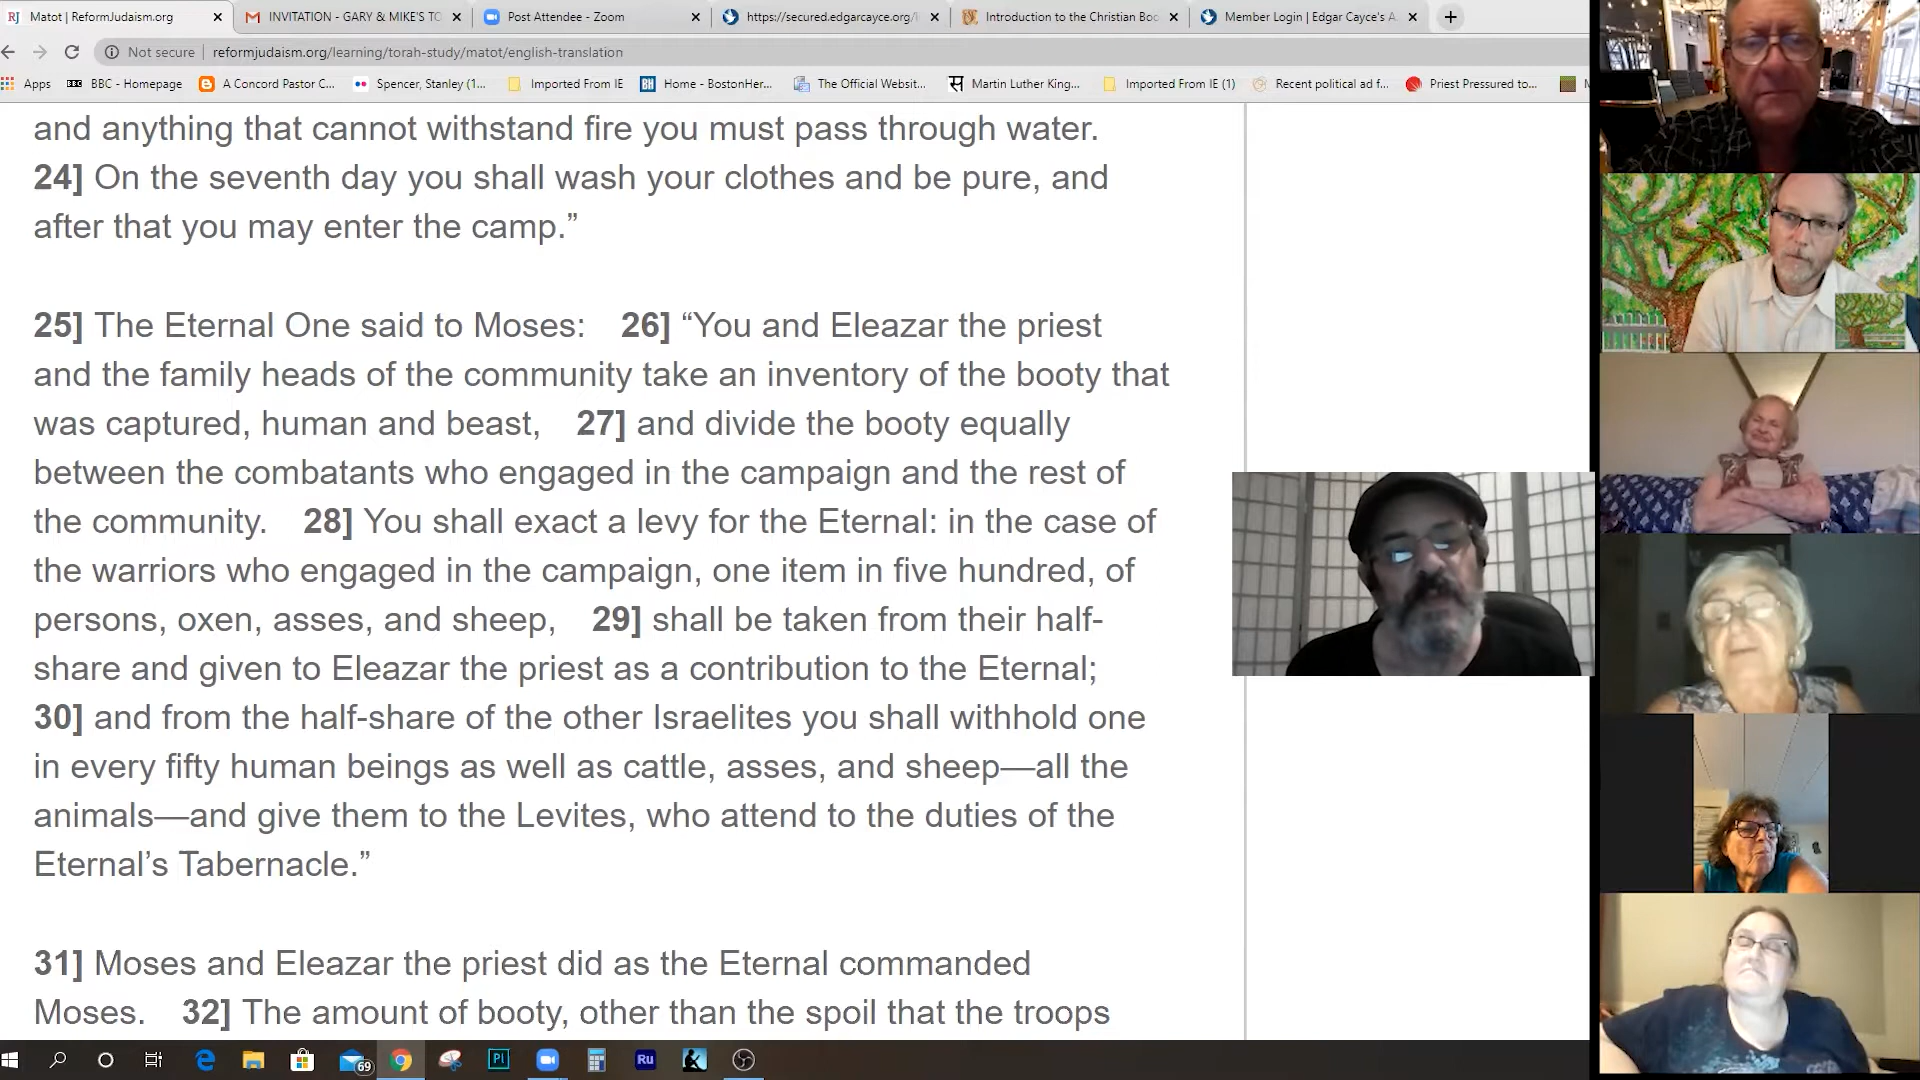 Matot | ReformJudaism.org
INVITATION - GARY & MIKE'S TO
Post Attendee - Zoom
https://secured.edgarcayce.org/
Introduction to the Christian Boo
Member Login | Edgar Cayce's A.
Not secure | reformjudaism.org/learning/torah-study/matot/english-translation
Apps
BBC - Homepage
A Concord Pastor C...
Spencer, Stanley (1...
Imported From IE
BH Home - BostonHer...
The Official Websit...
Martin Luther King...
Imported From IE (1)
Recent political ad f...
Priest Pressured to...
and anything that cannot withstand fire you must pass through water.
24] On the seventh day you shall wash your clothes and be pure, and
after that you may enter the camp.”
25] The Eternal One said to Moses: 26] “You and Eleazar the priest
and the family heads of the community take an inventory of the booty that
was captured, human and beast, 27] and divide the booty equally
between the combatants who engaged in the campaign and the rest of
the community. 28] You shall exact a levy for the Eternal: in the case of
the warriors who engaged in the campaign, one item in five hundred, of
persons, oxen, asses, and sheep, 29] shall be taken from their half-
share and given to Eleazar the priest as a contribution to the Eternal;
30] and from the half-share of the other Israelites you shall withhold one
in every fifty human beings as well as cattle, asses, and sheep—all the
animals—and give them to the Levites, who attend to the duties of the
Eternal’s Tabernacle.”
31] Moses and Eleazar the priest did as the Eternal commanded
Moses. 32] The amount of booty, other than the spoil that the troops
69
Pl
Ru